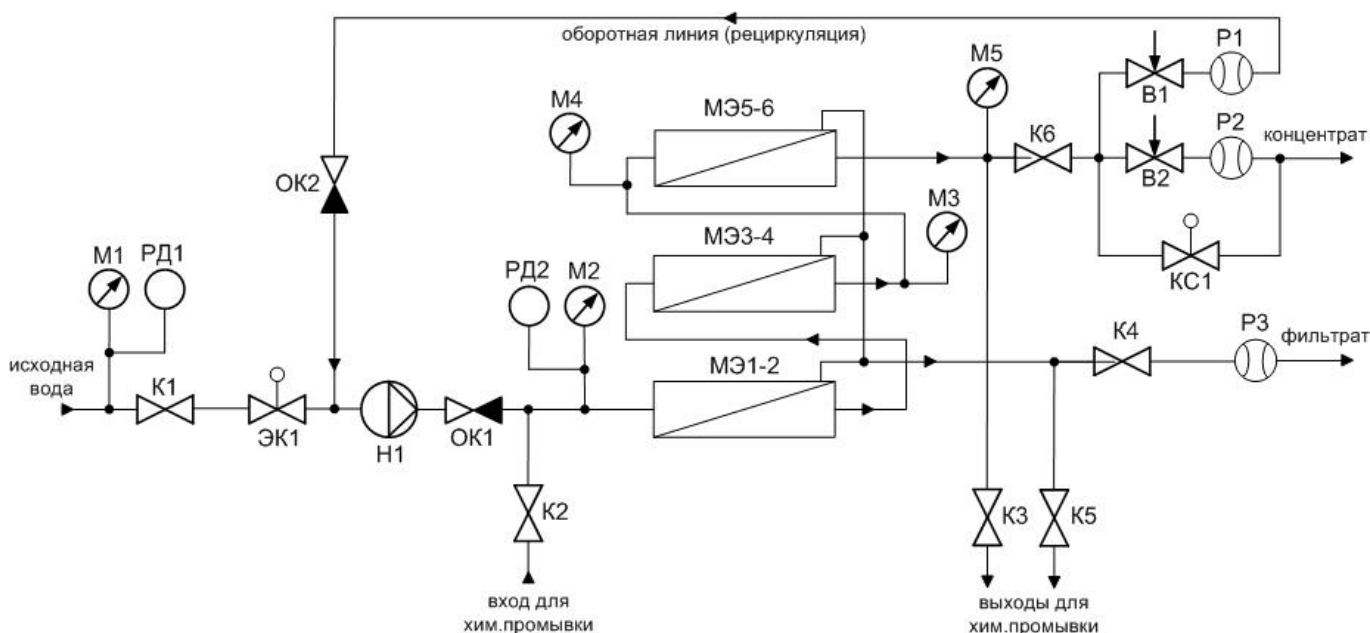 оборотная линия (рециркуляция)
М5
Р1
В1
М4
МЭ5-6
К6
Р2
концентрат
В2
ОК2
М3
МЭ3-4
КС1
М1
РД1
РД2
М2
К4
Р3
фильтрат
исходная
вода
К1
МЭ1-2
ЭК1
Н1
ОК1
К2
К3
К5
вход для
хим.промывки
выходы для
хим.промывки